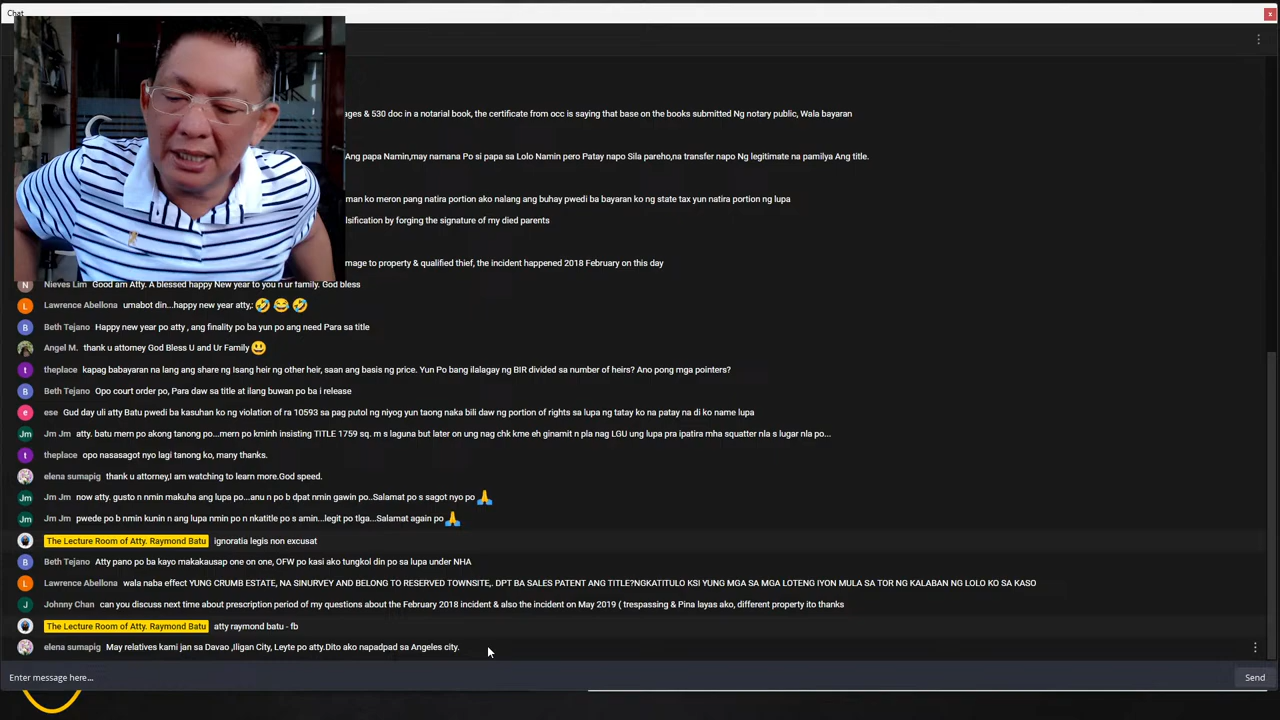 Chat
ages & 530 doc in a notarial book, the certificate from occ is saying that base on the books submitted Ng notary public, Wala bayaran
Ang papa Namin,may namana Po si papa sa Lolo Namin pero Patay napo Sila pareho,na transfer napo Ng legitimate na pamilya Ang title.
man ko meron pang natira portion ako nalang ang buhay pwedi ba bayaran ko ng state tax yun natira portion ng lupa
lsification by forging the signature of my died parents
mage to property & qualified thief, the incident happened 2018 February on this day
N Nieves Lim Good am Atty. A blessed happy New year to you n ur family. God bless
L Lawrence Abellona umabot din...happy new year atty,: 🤣 😂 🤣
B Beth Tejano Happy new year po atty , ang finality po ba yun po ang need Para sa title
Angel M. thank u attorney God Bless U and Ur Family 😃
t theplace kapag babayaran na lang ang share ng Isang heir ng other heir, saan ang basis ng price. Yun Po bang ilalagay ng BIR divided sa number of heirs? Ano pong mga pointers?
B Beth Tejano Opo court order po, Para daw sa title at ilang buwan po ba i release
e ese Gud day uli atty Batu pwedi ba kasuhan ko ng violation of ra 10593 sa pag putol ng niyog yun taong naka bili daw ng portion of rights sa lupa ng tatay ko na patay na di ko name lupa
Jm Jm Jm atty. batu mern po akong tanong po...mern po kminh insisting TITLE 1759 sq. m s laguna but later on ung nag chk kme eh ginamit n pla nag LGU ung lupa pra ipatira mha squatter nla s lugar nla po...
t theplace opo nasasagot nyo lagi tanong ko, many thanks.
elena sumapig thank u attorney,I am watching to learn more.God speed.
Jm Jm Jm now atty. gusto n nmin makuha ang lupa po...anu n po b dpat nmin gawin po..Salamat po s sagot nyo po 🙏
Jm Jm Jm pwede po b nmin kunin n ang lupa nmin po n nkatitle po s amin...legit po tlga...Salamat again po 🙏
The Lecture Room of Atty. Raymond Batu ignoratia legis non excusat
B Beth Tejano Atty pano po ba kayo makakausap one on one, OFW po kasi ako tungkol din po sa lupa under NHA
L Lawrence Abellona wala naba effect YUNG CRUMB ESTATE, NA SINURVEY AND BELONG TO RESERVED TOWNSITE,. DPT BA SALES PATENT ANG TITLE?NGKATITULO KSI YUNG MGA SA MGA LOTENG IYON MULA SA TOR NG KALABAN NG LOLO KO SA KASO
J Johnny Chan can you discuss next time about prescription period of my questions about the February 2018 incident & also the incident on May 2019 ( trespassing & Pina layas ako, different property ito thanks
The Lecture Room of Atty. Raymond Batu atty raymond batu - fb
elena sumapig May relatives kami jan sa Davao ,Iligan City, Leyte po atty.Dito ako napadpad sa Angeles city.
Enter message here...
Send